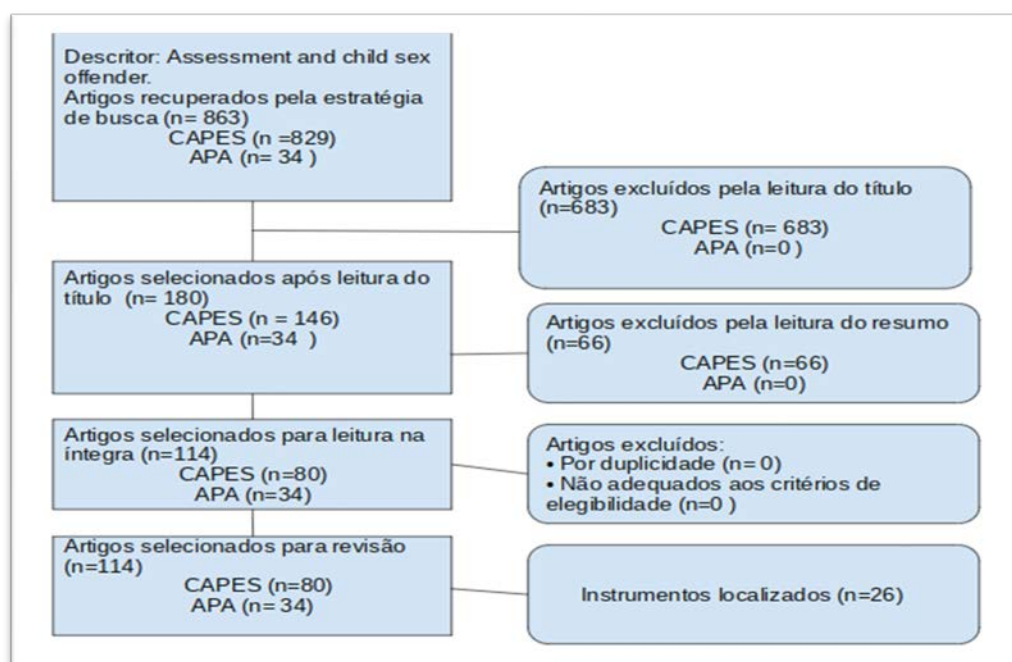 Descritor: Assessment and child sex
offender.
Artigos recuperados pela estratégia
de busca (n= 863)
CAPES (n =829)
APA (n= 34 )
Artigos excluídos pela leitura do título
(n=683)
CAPES (n= 683)
APA (n=0 )
Artigos selecionados após leitura do
título (n= 180)
CAPES (n = 146)
APA (n=34 )
Artigos excluídos pela leitura do resumo
(n=66)
CAPES (n=66)
APA (n=0)
Artigos selecionados para leitura na
íntegra (n=114)
CAPES (n=80)
APA (n=34)
Artigos excluídos:
• Por duplicidade (n= 0)
• Não adequados aos critérios de
elegibilidade (n=0 )
Artigos selecionados para revisão
(n=114)
CAPES (n=80)
APA (n= 34)
Instrumentos localizados (n=26)